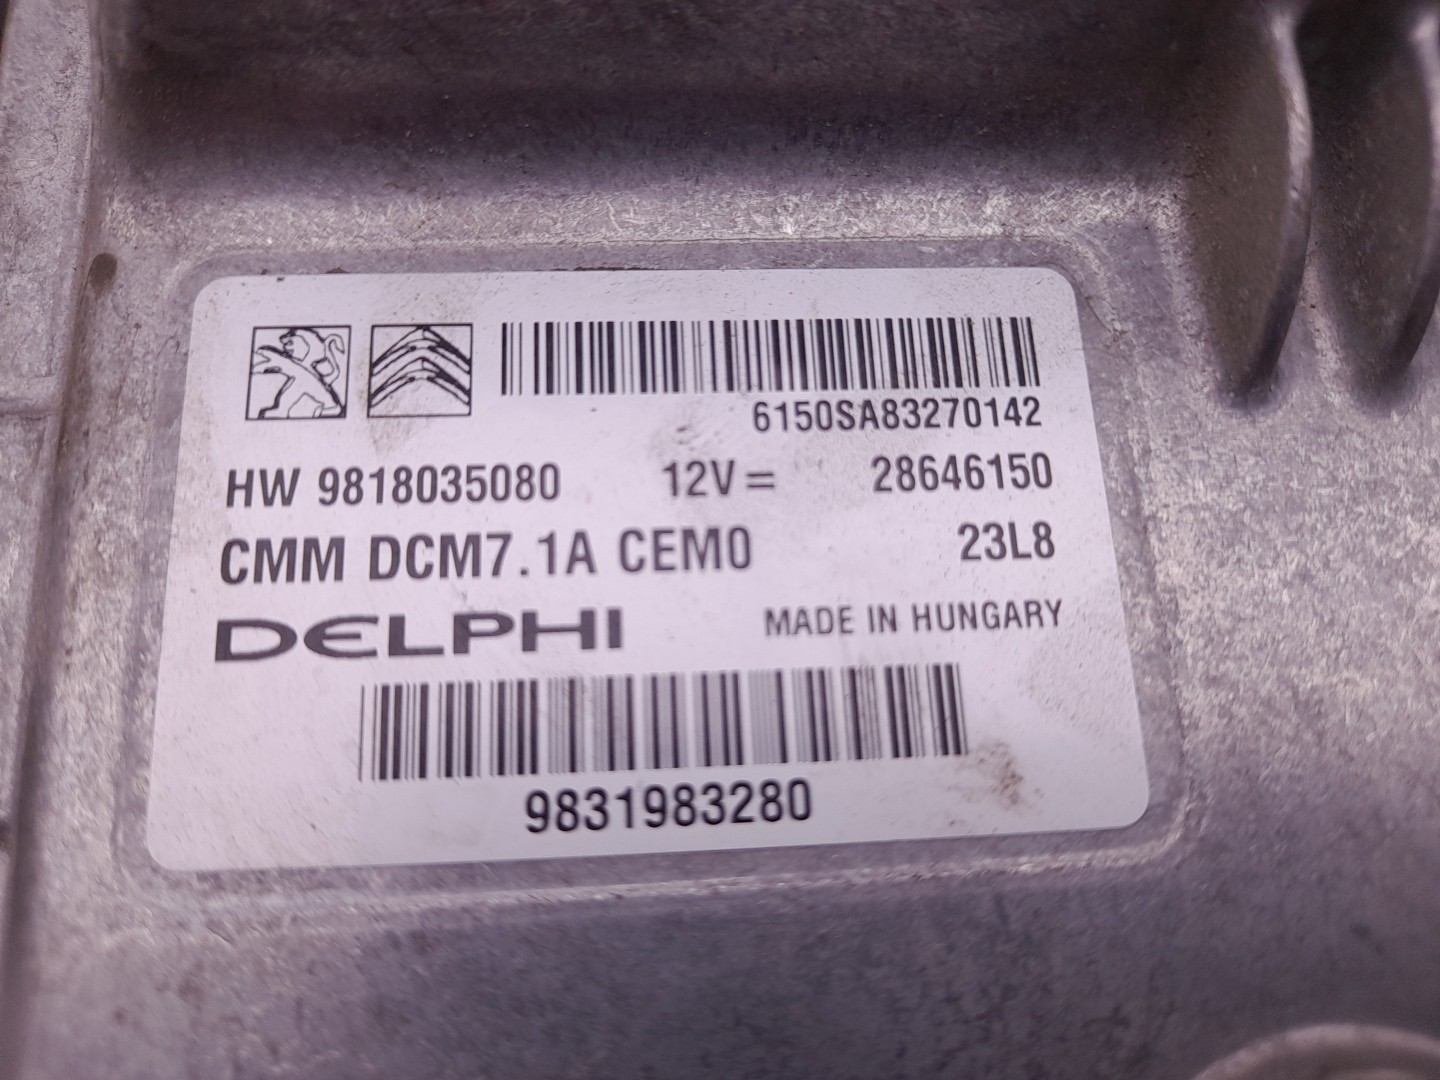 6150SA83270142
HW 9818035080 12V = 28646150
CMM DCM7.1A CEM0 23L8
DELPHI MADE IN HUNGARY
9831983280